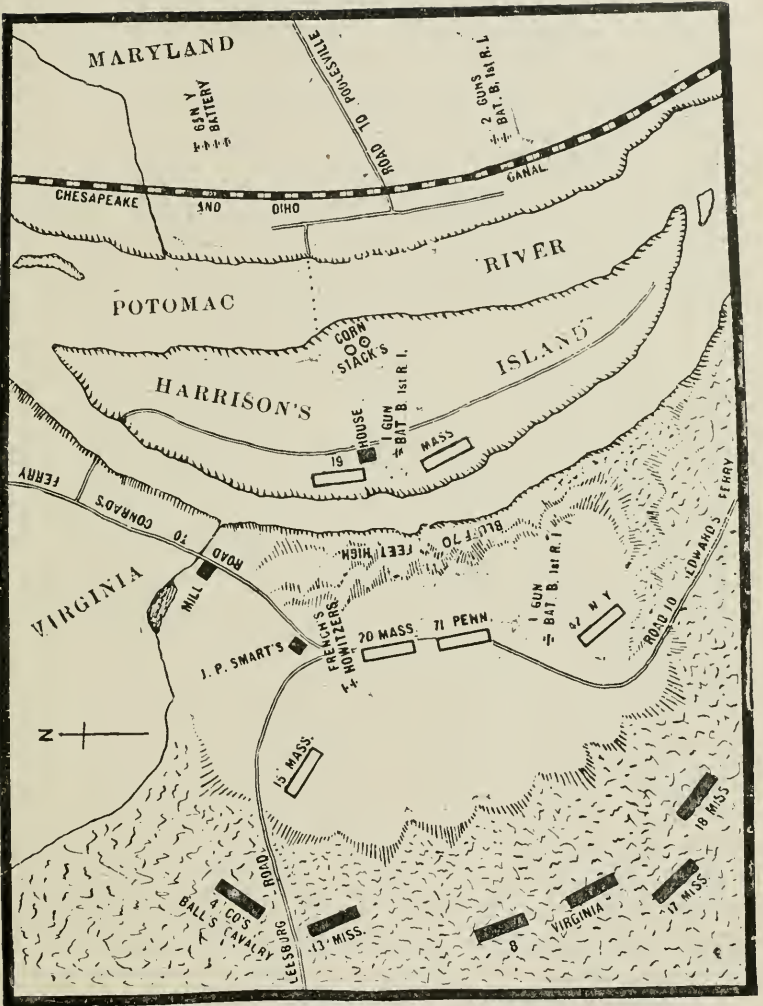 MARYLAND
6th N Y
BATTERY
ROAD TO POOLESVILLE
2 GUNS
BAT. B, 1st R. I.
CHESAPEAKE AND OHIO CANAL
POTOMAC RIVER
CORN
STACK'S
HARRISON'S ISLAND
HOUSE
1 GUN
BAT. B. 1st R. I.
19 MASS
FERRY
CONRAD'S
TO
ROAD
VIRGINIA
MILL
BLUFF 70 FEET HIGH
J. P. SMART'S
FRENCH'S
HOWITZERS
20 MASS.
71 PENN.
1 GUN
BAT B. 1st R. I
42 N Y
ROAD TO EDWARD'S FERRY
N
15 MASS.
18 MISS
17 MISS
8 VIRGINIA
13 MISS.
4 CO'S
BALL'S CAVALRY
LEESBURG ROAD